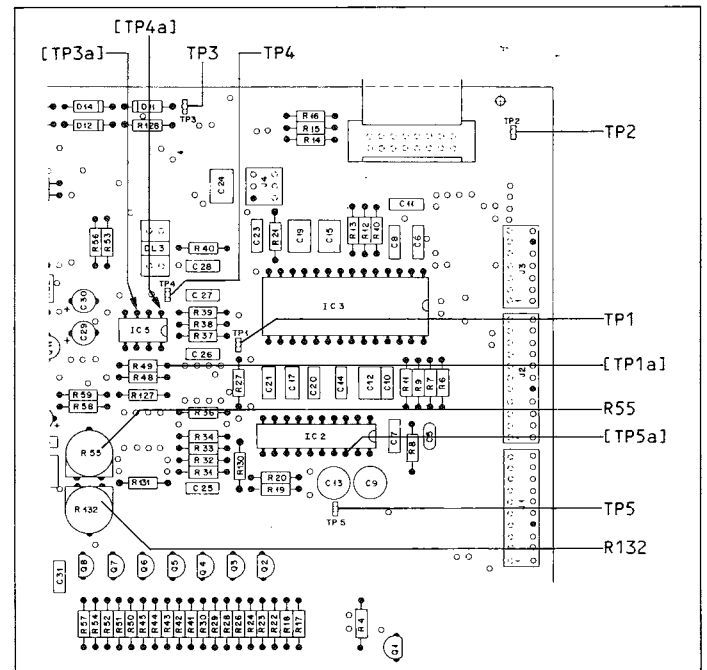 [TP4a]
[TP3a] TP3 TP4
D14 D11 TP3
D12 R128
R16
R15
R14
TP2 TP2
C24 J4
C11
R56 R53
DL3
R40
C28
C23 R21 C19 C15 R13 R12 R40 C8 C6
J3
TP4
C27
C30
C29
IC5
R39
R38
R37
IC3
TP1 TP1
C26
R49 [TP1a]
R48
R27 C21 C17 C20 C14 C12 C10 R11 R9 R7 R6
J2
R59 R127
R58
R36
R55
R34
R33
R32
R31
IC2 C7 R8 C5
[TP5a]
R55
R130
R20
R19
C13 C9
R131
C25
J1
TP5 TP5
R132
R132
C31 Q8 Q7 Q6 Q5 Q4 Q3 Q2
R57 R54 R52 R51 R50 R45 R44 R43 R42 R41 R30 R29 R28 R26 R24 R23 R22 R18 R17
R4
Q1